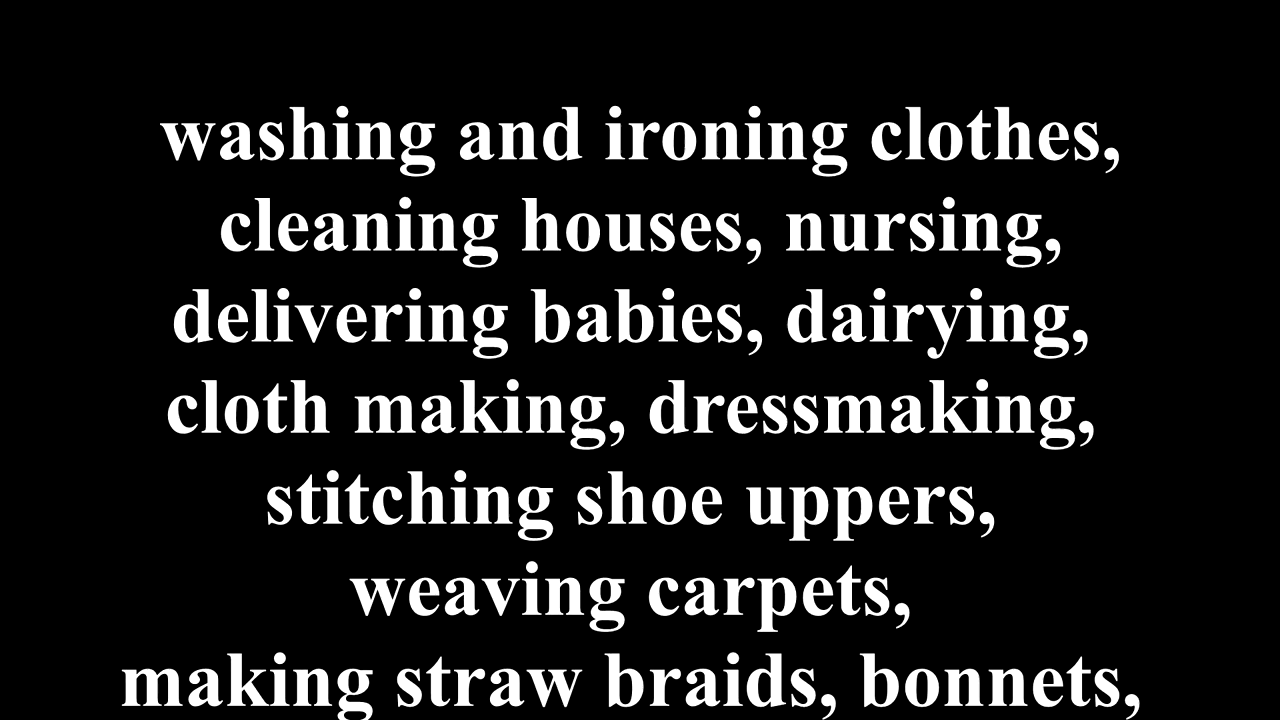 washing and ironing clothes,
cleaning houses, nursing,
delivering babies, dairying,
cloth making, dressmaking,
stitching shoe uppers,
weaving carpets,
making straw braids, bonnets,